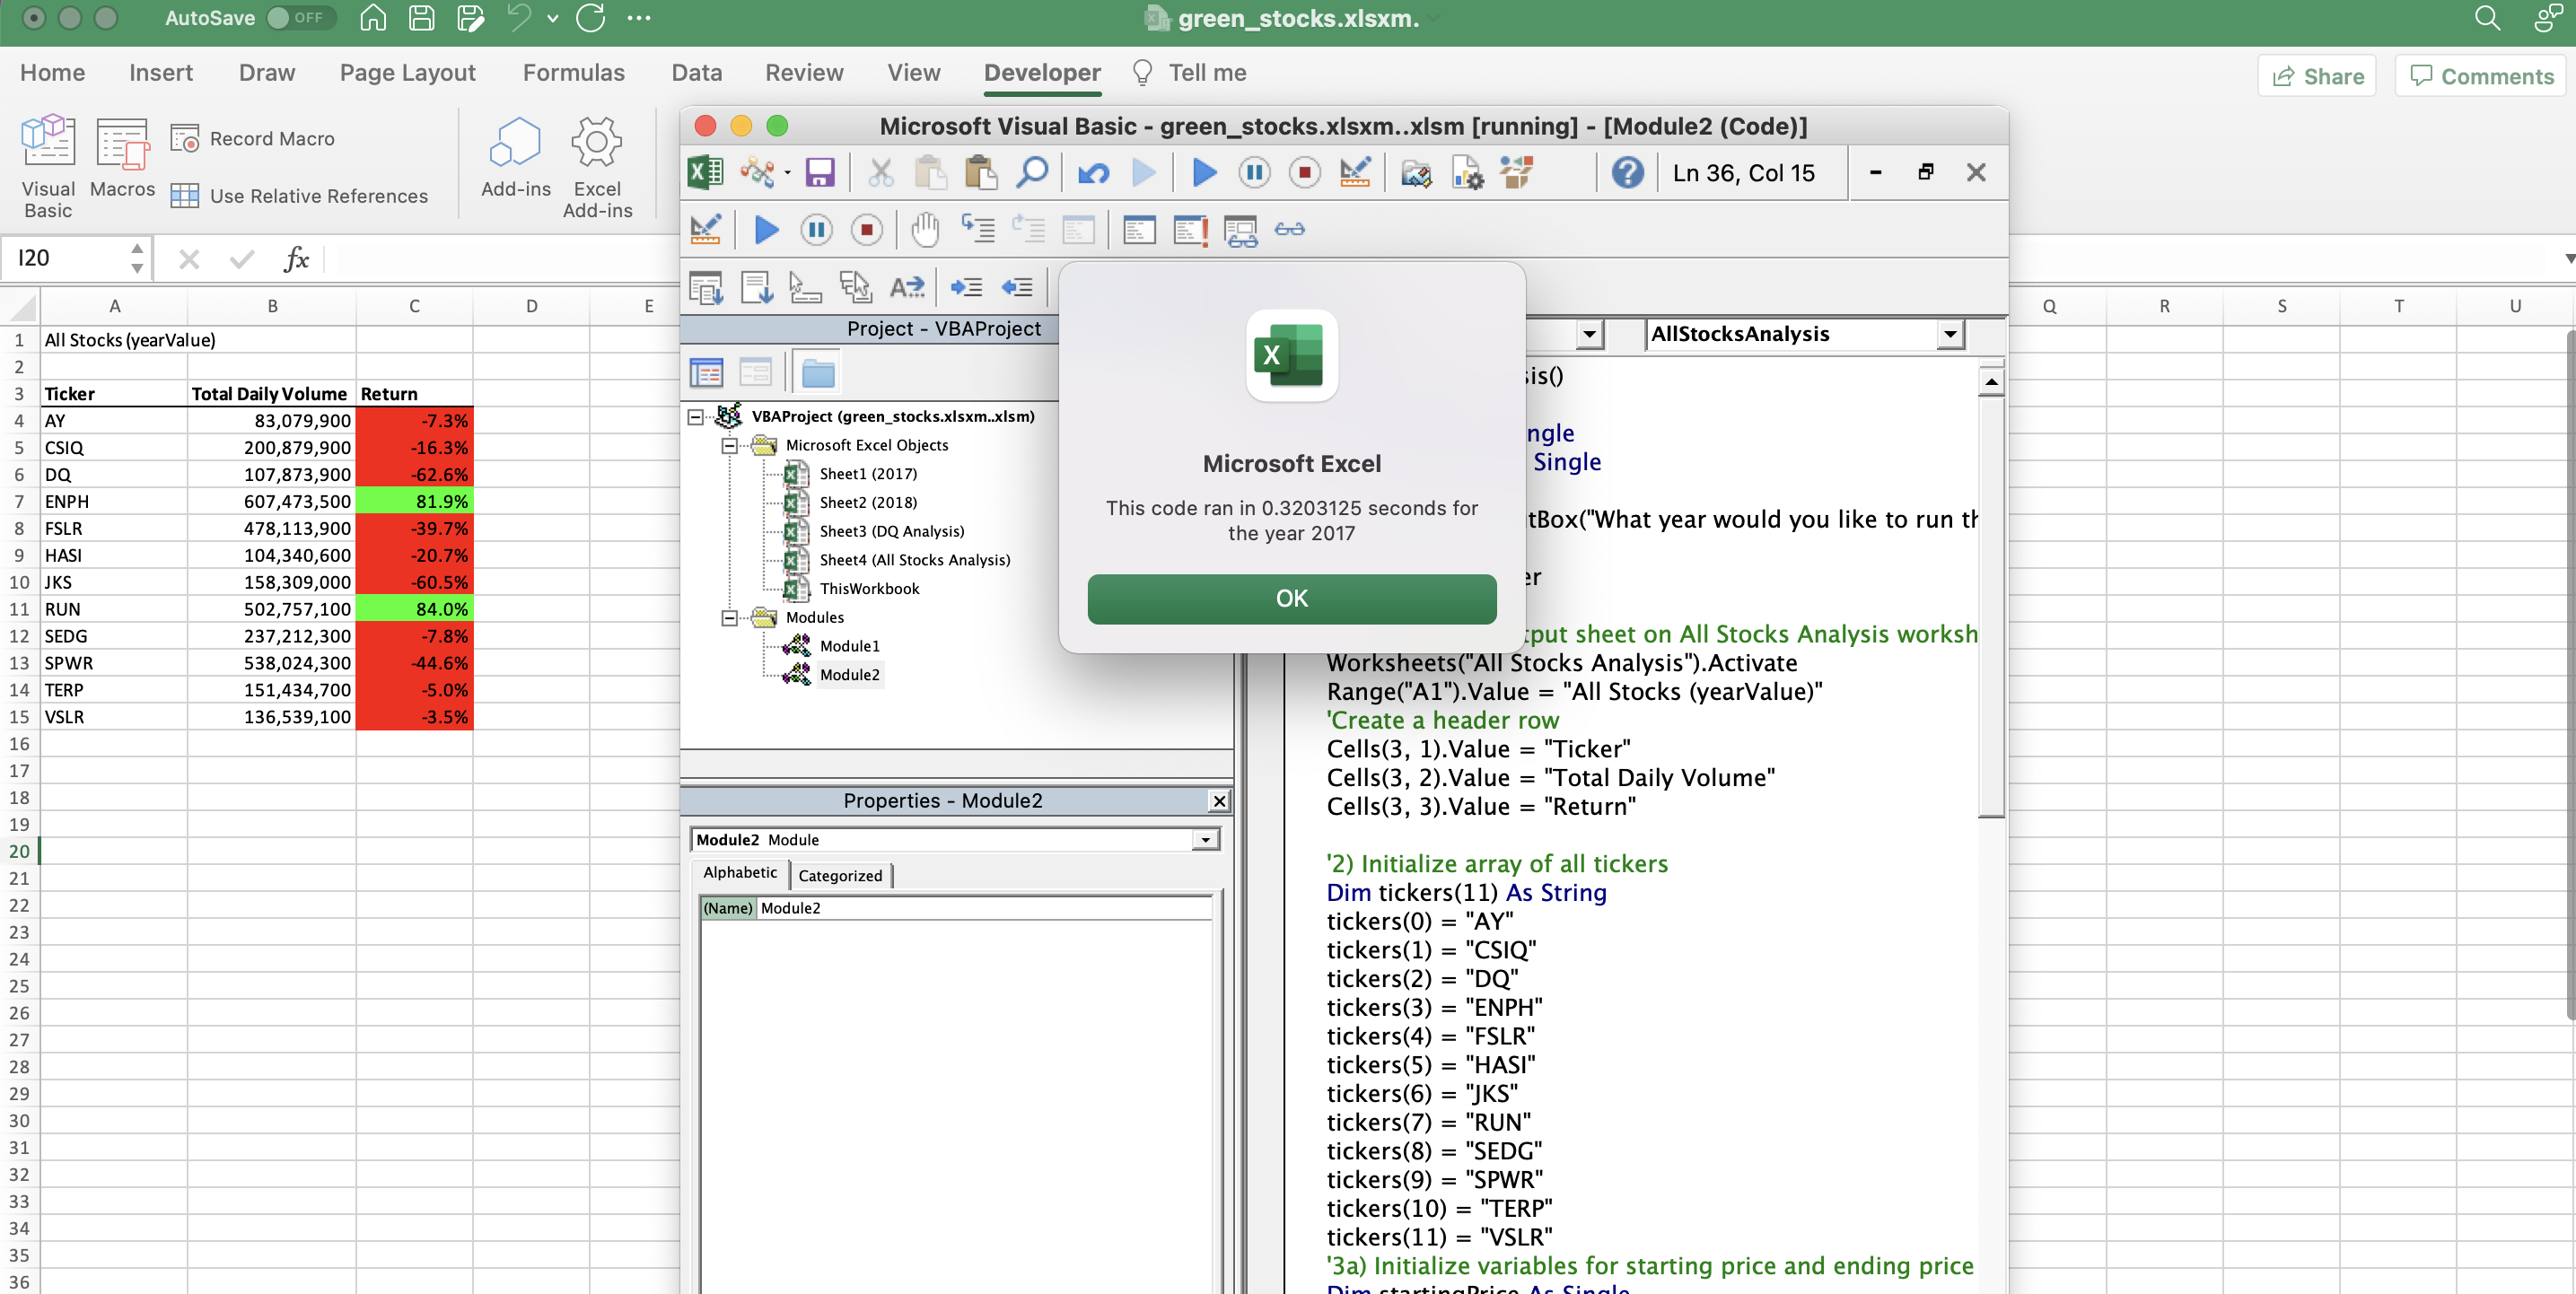 AutoSave OFF
green_stocks.xlsxm.
Home Insert Draw Page Layout Formulas Data Review View Developer Tell me
Share Comments
Visual Basic
Macros
Record Macro
Use Relative References
Add-ins
Excel Add-ins
I20 fx
A B C D E Q R S T U
1 All Stocks (yearValue)
2
3 Ticker Total Daily Volume Return
4 AY 83,079,900 -7.3%
5 CSIQ 200,879,900 -16.3%
6 DQ 107,873,900 -62.6%
7 ENPH 607,473,500 81.9%
8 FSLR 478,113,900 -39.7%
9 HASI 104,340,600 -20.7%
10 JKS 158,309,000 -60.5%
11 RUN 502,757,100 84.0%
12 SEDG 237,212,300 -7.8%
13 SPWR 538,024,300 -44.6%
14 TERP 151,434,700 -5.0%
15 VSLR 136,539,100 -3.5%
16
17
18
19
20
21
22
23
24
25
26
27
28
29
30
31
32
33
34
35
36
Microsoft Visual Basic - green_stocks.xlsxm..xlsm [running] - [Module2 (Code)]
Ln 36, Col 15
Project - VBAProject
VBAProject (green_stocks.xlsxm..xlsm)
Microsoft Excel Objects
Sheet1 (2017)
Sheet2 (2018)
Sheet3 (DQ Analysis)
Sheet4 (All Stocks Analysis)
ThisWorkbook
Modules
Module1
Module2
Properties - Module2
Module2 Module
Alphabetic Categorized
(Name) Module2
Microsoft Excel
This code ran in 0.3203125 seconds for
the year 2017
OK
AllStocksAnalysis
sis()
ngle
Single
tBox("What year would you like to run th
er
tput sheet on All Stocks Analysis worksh
Worksheets("All Stocks Analysis").Activate
Range("A1").Value = "All Stocks (yearValue)"
'Create a header row
Cells(3, 1).Value = "Ticker"
Cells(3, 2).Value = "Total Daily Volume"
Cells(3, 3).Value = "Return"
'2) Initialize array of all tickers
Dim tickers(11) As String
tickers(0) = "AY"
tickers(1) = "CSIQ"
tickers(2) = "DQ"
tickers(3) = "ENPH"
tickers(4) = "FSLR"
tickers(5) = "HASI"
tickers(6) = "JKS"
tickers(7) = "RUN"
tickers(8) = "SEDG"
tickers(9) = "SPWR"
tickers(10) = "TERP"
tickers(11) = "VSLR"
'3a) Initialize variables for starting price and ending price
Dim startingPrice As Single